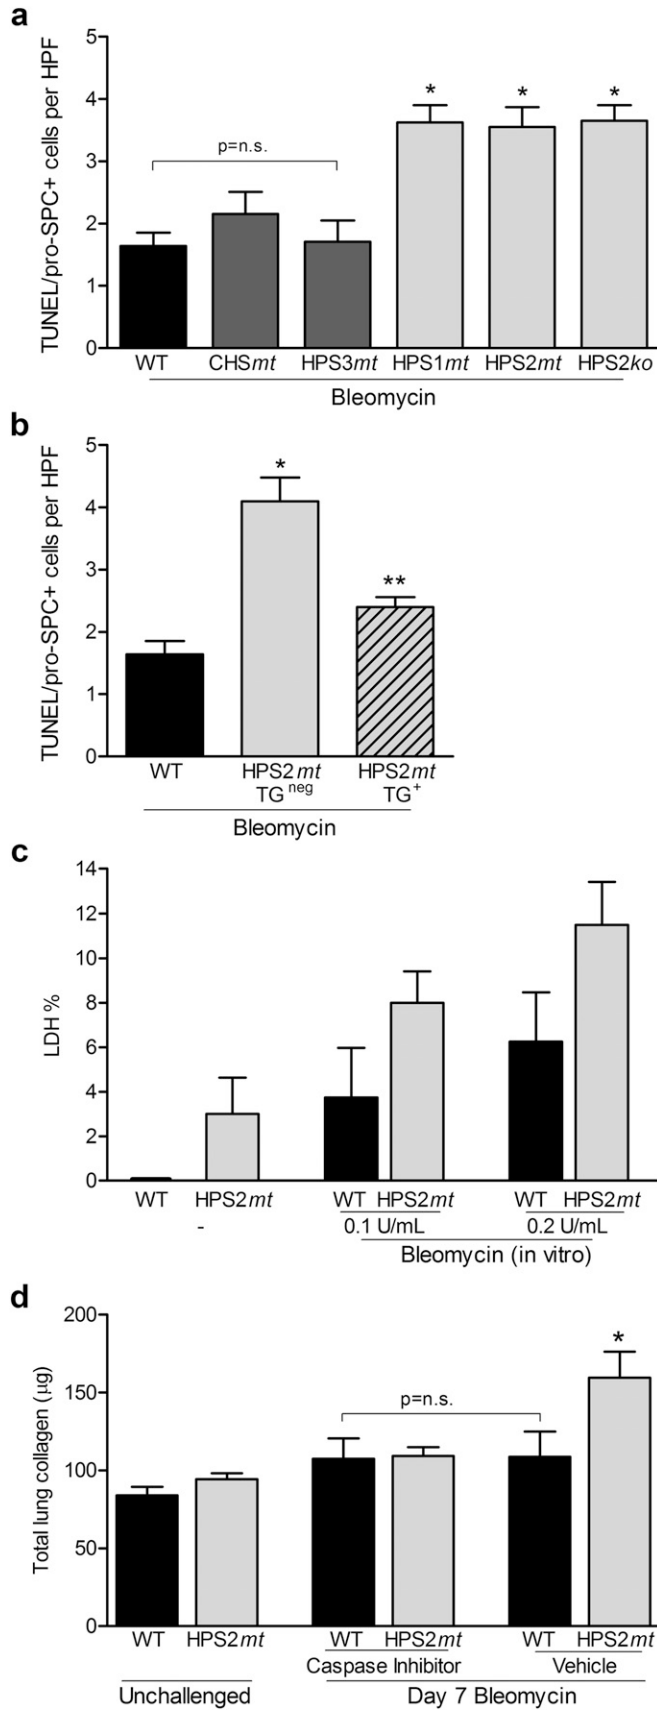 a
TUNEL/pro-SPC+ cells per HPF
5
4
3
2
1
0
p=n.s.
* * *
WT CHSmt HPS3mt HPS1mt HPS2mt HPS2ko
Bleomycin
b
TUNEL/pro-SPC+ cells per HPF
5
4
3
2
1
0
*
**
WT HPS2mt HPS2mt
TG^neg TG^+
Bleomycin
c
LDH %
14
12
10
8
6
4
2
0
WT HPS2mt WT HPS2mt WT HPS2mt
- 0.1 U/mL 0.2 U/mL
Bleomycin (in vitro)
d
Total lung collagen (µg)
200
150
100
50
0
p=n.s.
*
WT HPS2mt WT HPS2mt WT HPS2mt
Caspase Inhibitor Vehicle
Unchallenged Day 7 Bleomycin